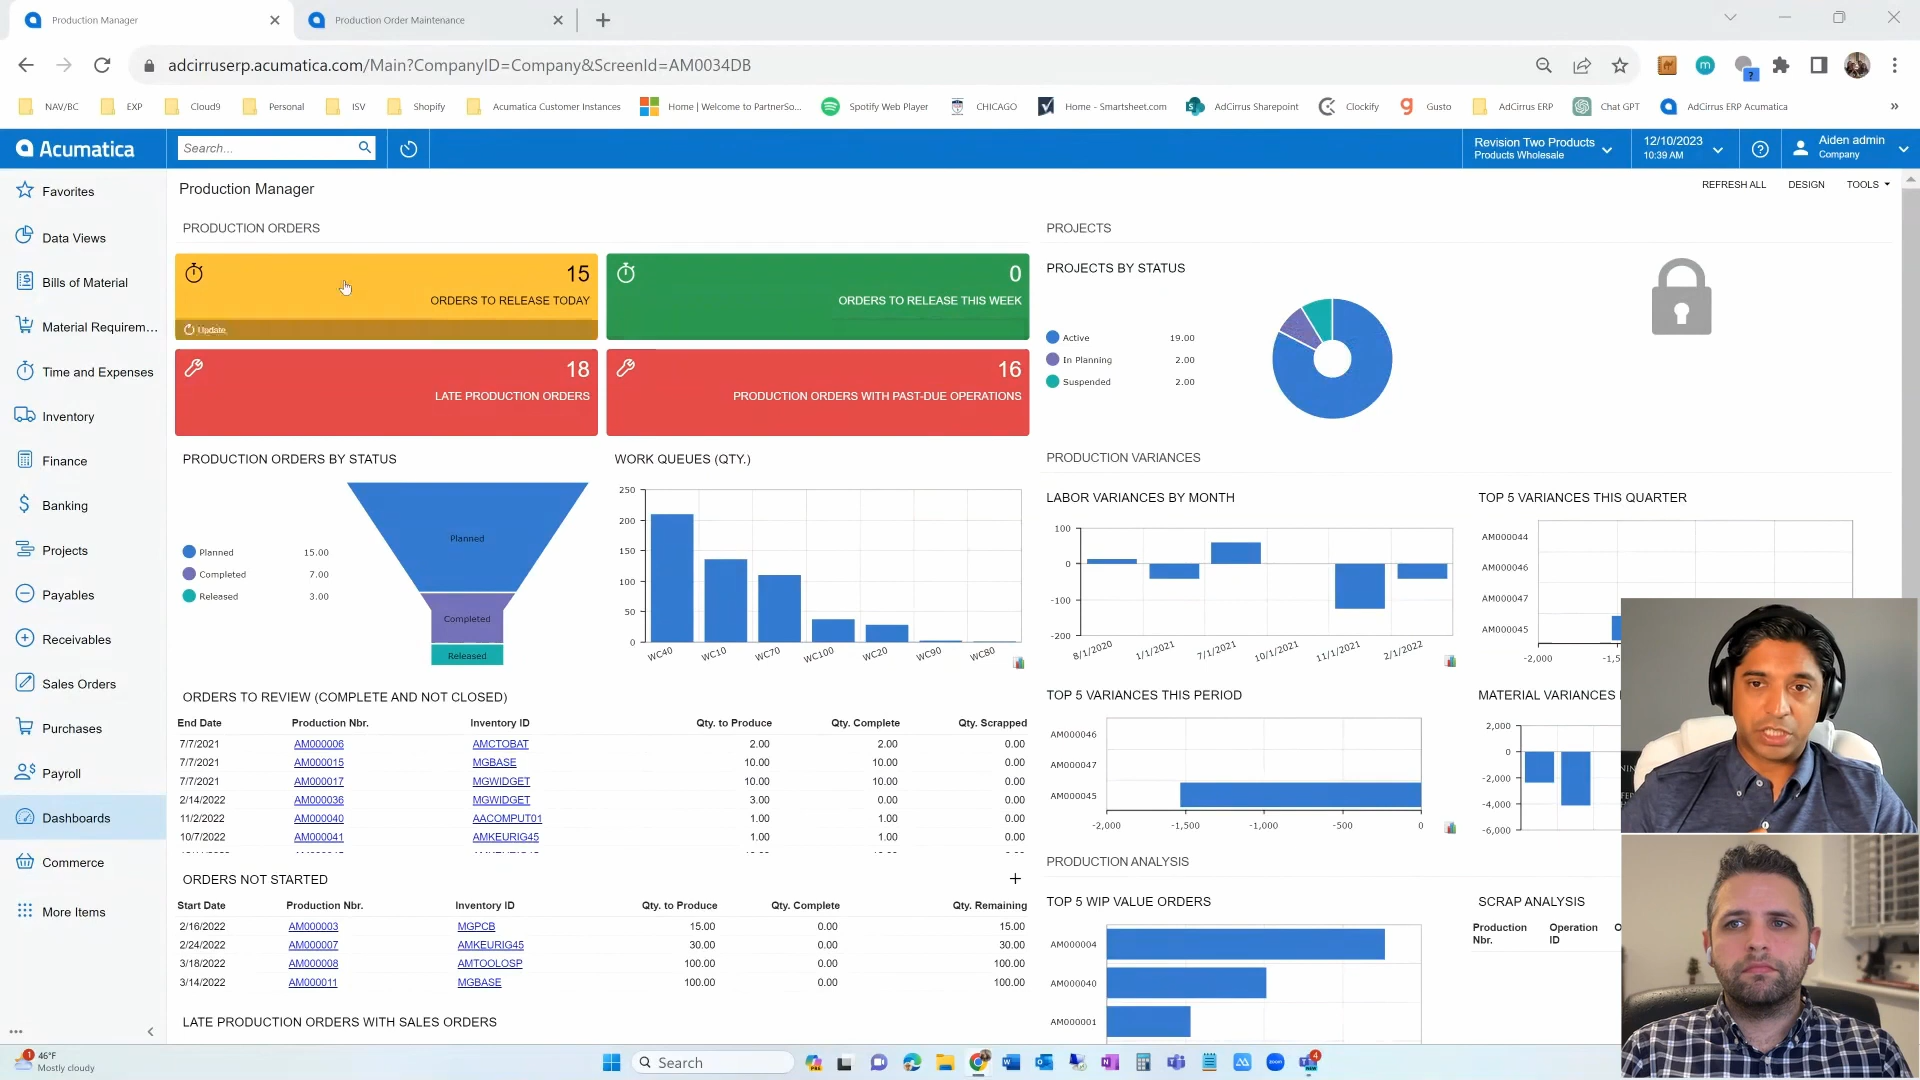 Production Manager
Production Order Maintenance
adcirruserp.acumatica.com/Main?CompanyID=Company&ScreenId=AM0034DB
NAV/BC
EXP
Cloud9
Personal
ISV
Shopify
Acumatica Customer Instances
Home | Welcome to PartnerSo...
Spotify Web Player
CHICAGO
Home - Smartsheet.com
AdCirrus Sharepoint
Clockify
Gusto
AdCirrus ERP
Chat GPT
AdCirrus ERP Acumatica
»
Acumatica
Search...
Revision Two Products
Products Wholesale
12/10/2023
10:39 AM
Aiden admin
Company
Favorites
Data Views
Bills of Material
Material Requirem...
Time and Expenses
Inventory
Finance
Banking
Projects
Payables
Receivables
Sales Orders
Purchases
Payroll
Dashboards
Commerce
More Items
Production Manager
REFRESH ALL
DESIGN
TOOLS
PRODUCTION ORDERS
15
ORDERS TO RELEASE TODAY
Update
0
ORDERS TO RELEASE THIS WEEK
18
LATE PRODUCTION ORDERS
16
PRODUCTION ORDERS WITH PAST-DUE OPERATIONS
PRODUCTION ORDERS BY STATUS
Planned 15.00
Completed 7.00
Released 3.00
Planned
Completed
Released
WORK QUEUES (QTY.)
250
200
150
100
50
0
WC40 WC10 WC70 WC100 WC20 WC90 WC80
ORDERS TO REVIEW (COMPLETE AND NOT CLOSED)
End Date Production Nbr. Inventory ID Qty. to Produce Qty. Complete Qty. Scrapped
7/7/2021 AM000006 AMCTOBAT 2.00 2.00 0.00
7/7/2021 AM000015 MGBASE 10.00 10.00 0.00
7/7/2021 AM000017 MGWIDGET 10.00 10.00 0.00
2/14/2022 AM000036 MGWIDGET 3.00 0.00 0.00
11/2/2022 AM000040 AACOMPUT01 1.00 1.00 0.00
10/7/2022 AM000041 AMKEURIG45 1.00 1.00 0.00
ORDERS NOT STARTED
Start Date Production Nbr. Inventory ID Qty. to Produce Qty. Complete Qty. Remaining
2/16/2022 AM000003 MGPCB 15.00 0.00 15.00
2/24/2022 AM000007 AMKEURIG45 30.00 0.00 30.00
3/18/2022 AM000008 AMTOOLOSP 100.00 0.00 100.00
3/14/2022 AM000011 MGBASE 100.00 0.00 100.00
LATE PRODUCTION ORDERS WITH SALES ORDERS
PROJECTS
PROJECTS BY STATUS
Active 19.00
In Planning 2.00
Suspended 2.00
PRODUCTION VARIANCES
LABOR VARIANCES BY MONTH
100
0
-100
-200
8/1/2020 1/1/2021 7/1/2021 10/1/2021 11/1/2021 2/1/2022
TOP 5 VARIANCES THIS QUARTER
AM000044
AM000046
AM000047
AM000045
-2,000
TOP 5 VARIANCES THIS PERIOD
AM000046
AM000047
AM000045
-2,000 -1,500 -1,000 -500 0
MATERIAL VARIANCES
2,000
0
-2,000
-4,000
-6,000
PRODUCTION ANALYSIS
TOP 5 WIP VALUE ORDERS
AM000004
AM000040
AM000001
SCRAP ANALYSIS
Production Nbr.
Operation ID
46°F
Mostly cloudy
Search